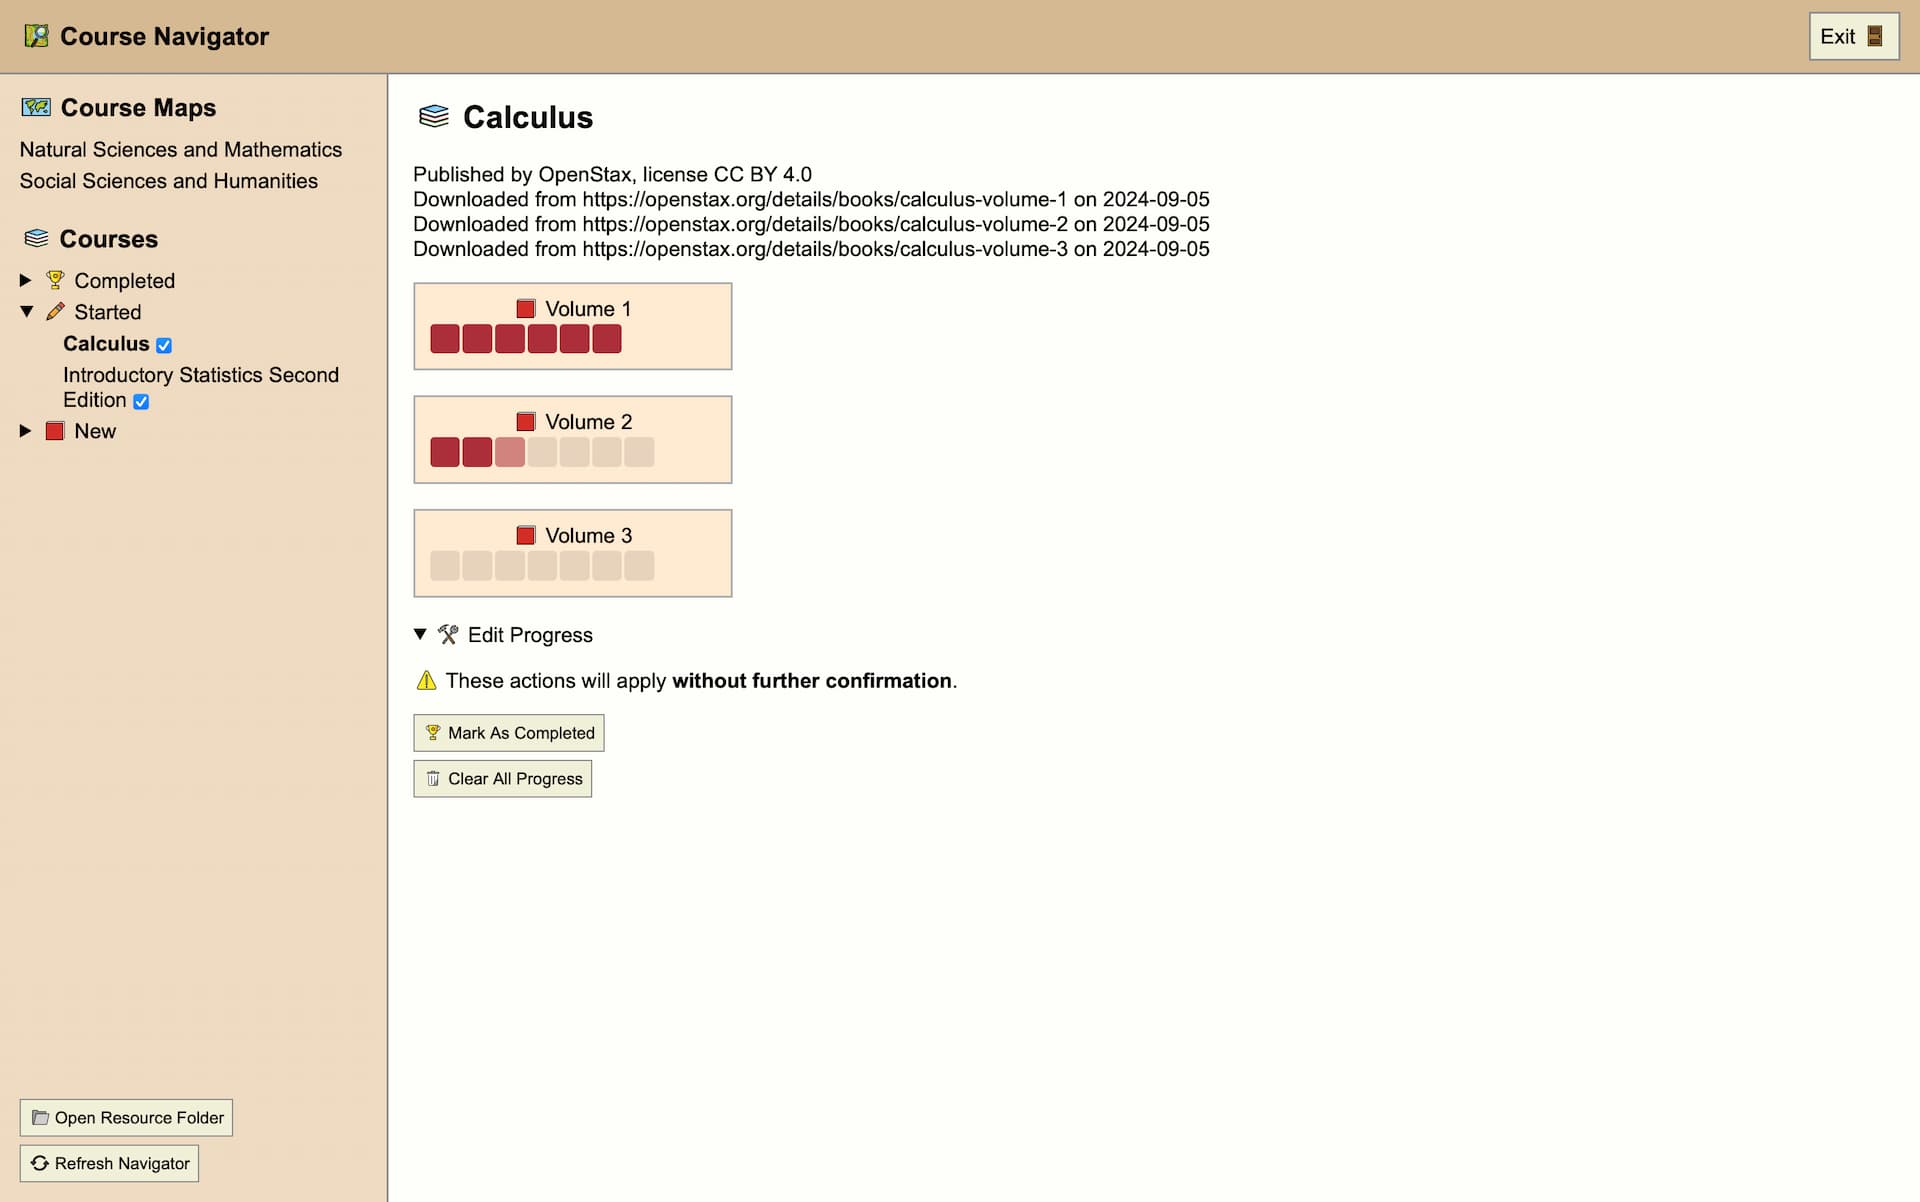 Course Navigator
Exit
Course Maps
Natural Sciences and Mathematics
Social Sciences and Humanities
Courses
Completed
Started
Calculus
Introductory Statistics Second
Edition
New
Open Resource Folder
Refresh Navigator
Calculus
Published by OpenStax, license CC BY 4.0
Downloaded from https://openstax.org/details/books/calculus-volume-1 on 2024-09-05
Downloaded from https://openstax.org/details/books/calculus-volume-2 on 2024-09-05
Downloaded from https://openstax.org/details/books/calculus-volume-3 on 2024-09-05
Volume 1
Volume 2
Volume 3
Edit Progress
These actions will apply without further confirmation.
Mark As Completed
Clear All Progress